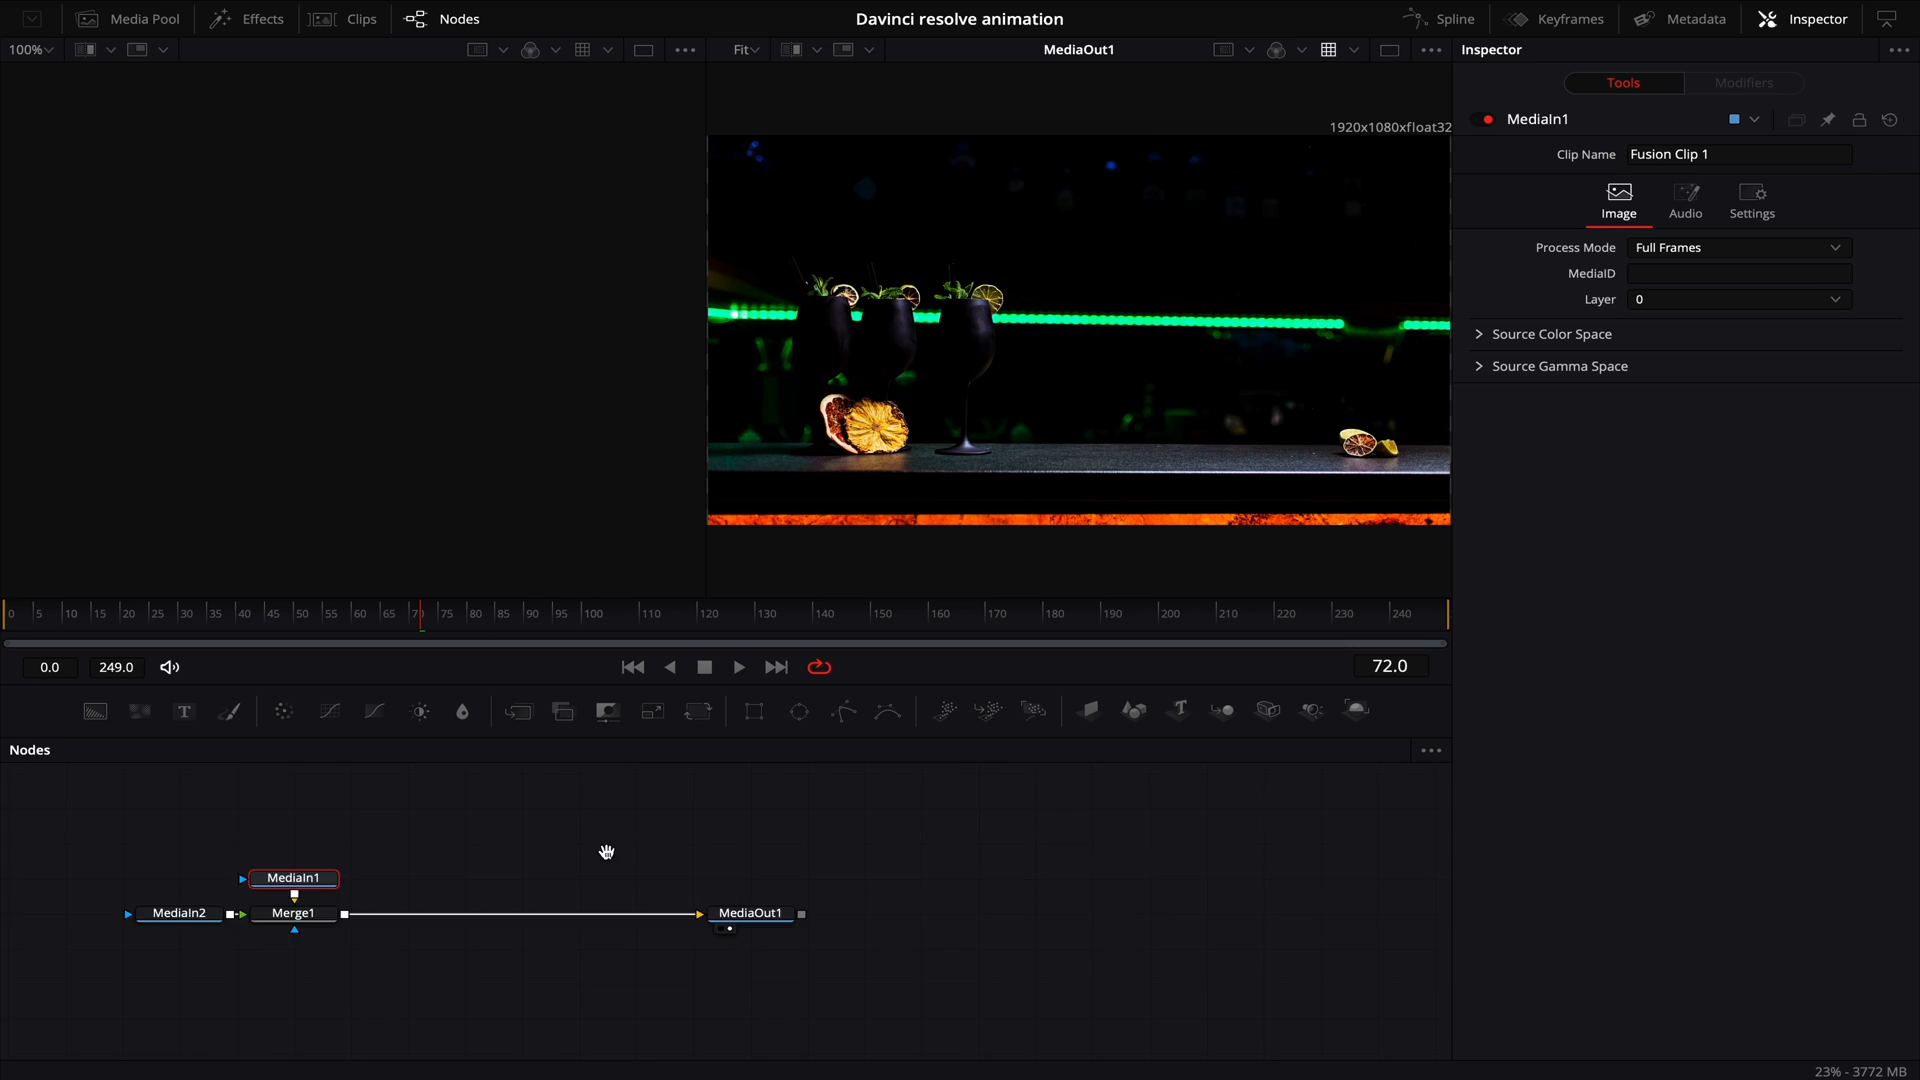 Media Pool Effects Clips Nodes Davinci resolve animation Spline Keyframes Metadata Inspector
100% Fit MediaOut1 Inspector
Tools Modifiers
MediaIn1
1920x1080xfloat32
Clip Name Fusion Clip 1
Image Audio Settings
Process Mode Full Frames
MediaID
Layer 0
Source Color Space
Source Gamma Space
0 5 10 15 20 25 30 35 40 45 50 55 60 65 70 75 80 85 90 95 100 110 120 130 140 150 160 170 180 190 200 210 220 230 240
0.0 249.0 72.0
Nodes
MediaIn1
MediaIn2 Merge1 MediaOut1
23% - 3772 MB